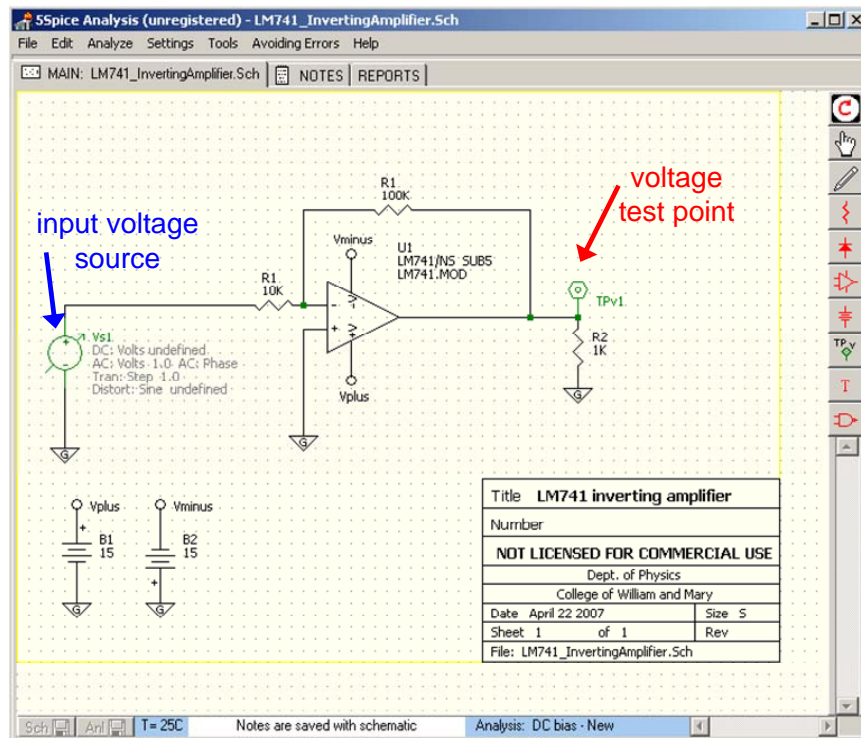 5Spice Analysis (unregistered) - LM741_InvertingAmplifier.Sch
File Edit Analyze Settings Tools Avoiding Errors Help
MAIN: LM741_InvertingAmplifier.Sch NOTES REPORTS
voltage
test point
input voltage
source
R1
100K
Vminus
U1
LM741/NS SUB5
LM741.MOD
R1
10K
-
+
V-
V+
Vplus
TPv1
R2
1K
G
G
G
Vs1
DC: Volts undefined
AC: Volts 1.0 AC: Phase
Tran: Step 1.0
Distort: Sine undefined
Vplus
Vminus
+
B1
15
B2
15
+
G
G
C
TP V
T
Title LM741 inverting amplifier
Number
NOT LICENSED FOR COMMERCIAL USE
Dept. of Physics
College of William and Mary
Date April 22 2007 Size S
Sheet 1 of 1 Rev
File: LM741_InvertingAmplifier.Sch
Sch Anl T= 25C Notes are saved with schematic Analysis: DC bias - New